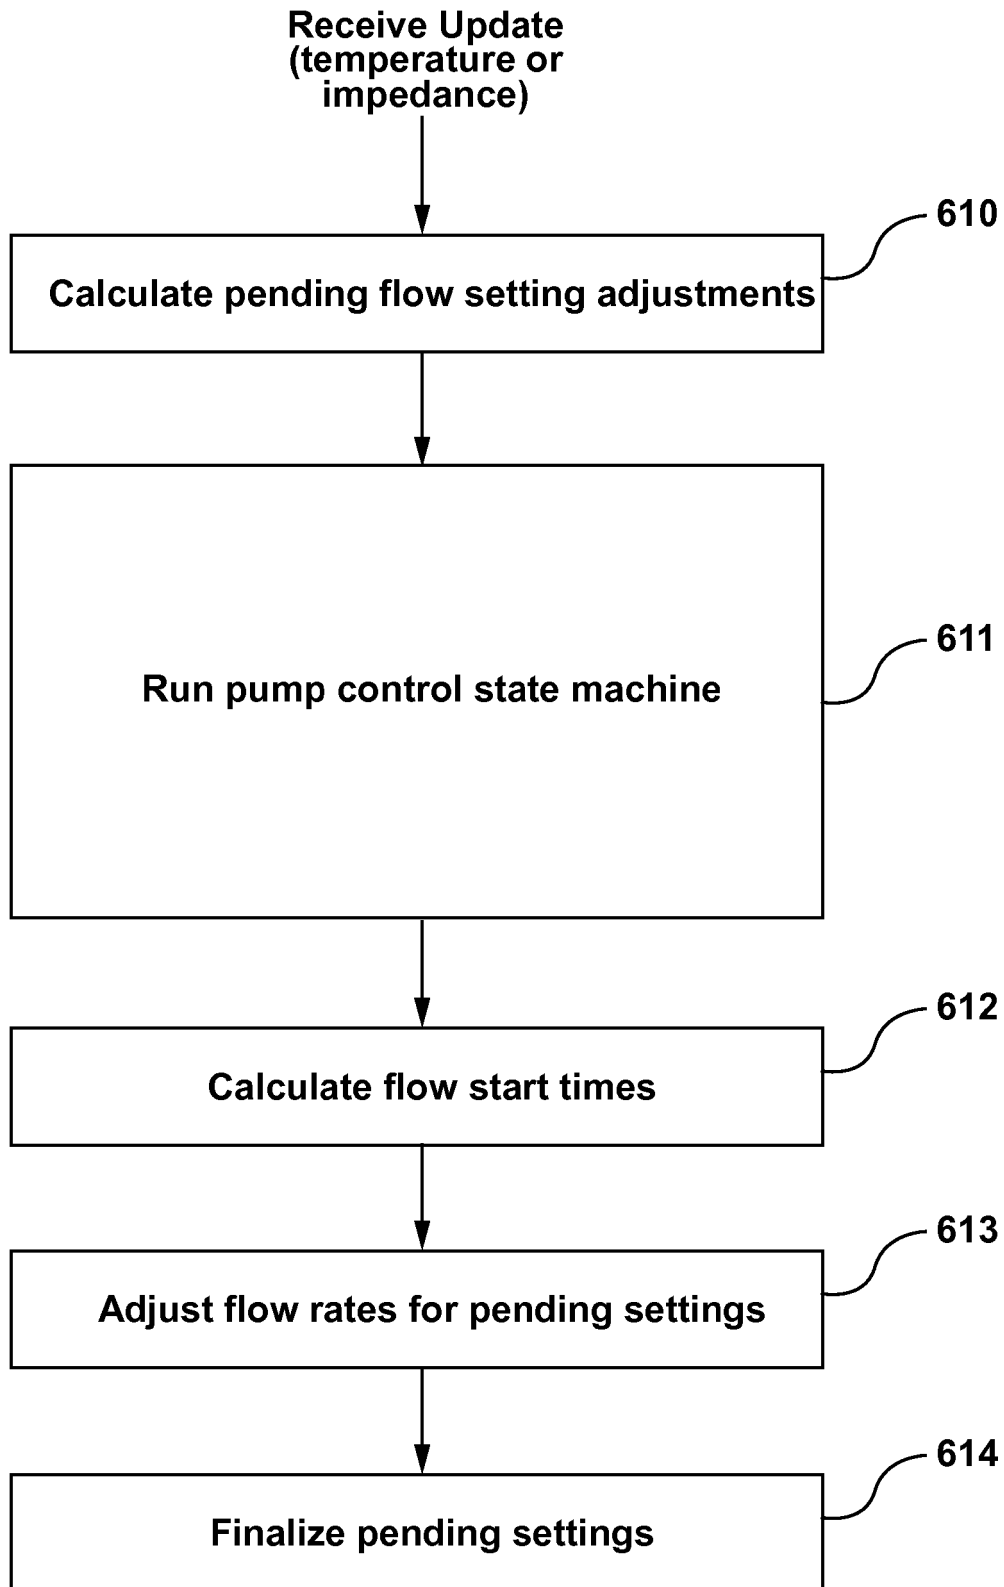 Receive Update
(temperature or
impedance)
610
Calculate pending flow setting adjustments
611
Run pump control state machine
612
Calculate flow start times
613
Adjust flow rates for pending settings
614
Finalize pending settings